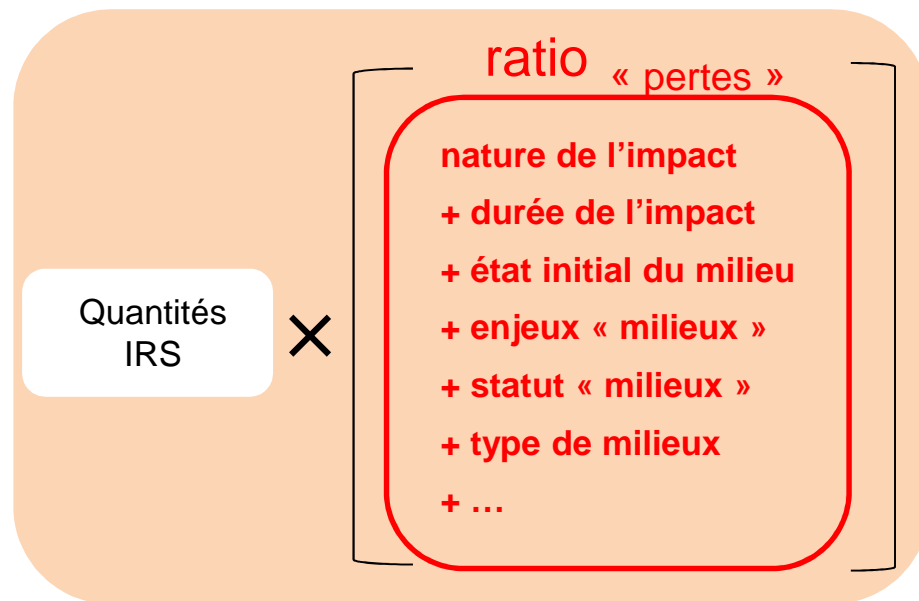 ratio « pertes »
nature de l’impact
+ durée de l’impact
+ état initial du milieu
+ enjeux « milieux »
+ statut « milieux »
+ type de milieux
+ …
Quantités
IRS
×